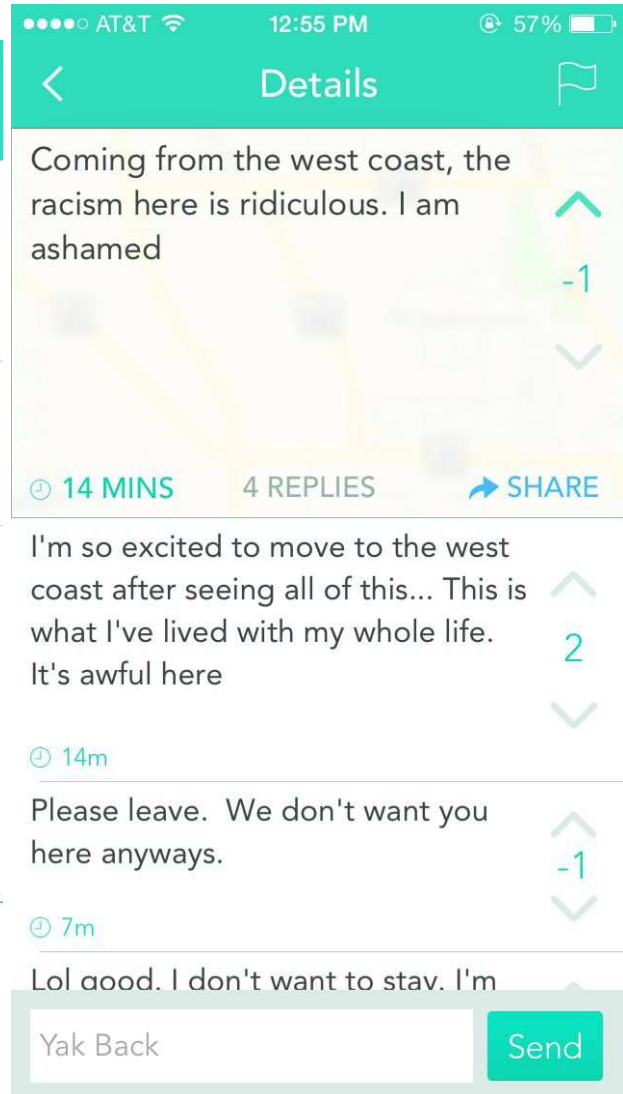 AT&T 12:55 PM 57%
Details
Coming from the west coast, the
racism here is ridiculous. I am
ashamed
-1
14 MINS 4 REPLIES SHARE
I'm so excited to move to the west
coast after seeing all of this... This is
what I've lived with my whole life.
It's awful here
2
14m
Please leave.  We don't want you
here anyways.
-1
7m
Lol good. I don't want to stay. I'm
Yak Back Send